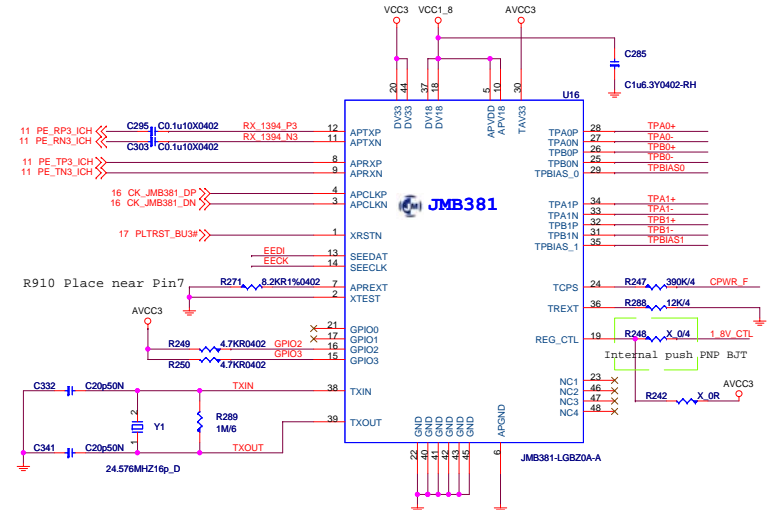 VCC3 VCC1_8 AVCC3
C285
C1u6.3Y0402-RH
20 44 37 18 5 10 30
U16
DV33 DV33 DV18 DV18 APVDD APV18 TAV33
11 PE_RP3_ICH C295 C0.1u10X0402 RX_1394_P3 12 APTXP
11 PE_RN3_ICH C303 C0.1u10X0402 RX_1394_N3 11 APTXN
11 PE_TP3_ICH 8 APRXP
11 PE_TN3_ICH 9 APRXN
16 CK_JMB381_DP 4 APCLKP
16 CK_JMB381_DN 3 APCLKN
17 PLTRST_BU3# 1 XRSTN
EEDI 13 SEEDAT
EECK 14 SEECLK
R910 Place near Pin7
R271 8.2KR1%0402 7 APREXT
2 XTEST
AVCC3
21 GPIO0
17 GPIO1
R249 4.7KR0402 GPIO2 16 GPIO2
R250 4.7KR0402 GPIO3 15 GPIO3
C332 C20p50N TXIN 38 TXIN
2
Y1
1
R289
1M/6
39 TXOUT
C341 C20p50N TXOUT
24.576MHZ16p_D
JMB381
TPA0P 28 TPA0+
TPA0N 27 TPA0-
TPB0P 26 TPB0+
TPB0N 25 TPB0-
TPBIAS_0 29 TPBIAS0
TPA1P 34 TPA1+
TPA1N 33 TPA1-
TPB1P 32 TPB1+
TPB1N 31 TPB1-
TPBIAS_1 35 TPBIAS1
TCPS 24 R247 390K/4 CPWR_F
TREXT 36 R288 12K/4
REG_CTL 19 R248 X_0/4 1_8V_CTL
Internal push PNP BJT
AVCC3
R242 X_0R
NC1 23
NC2 46
NC3 47
NC4 48
GND GND GND GND GND GND APGND
22 40 41 42 43 45 6
JMB381-LGBZ0A-A